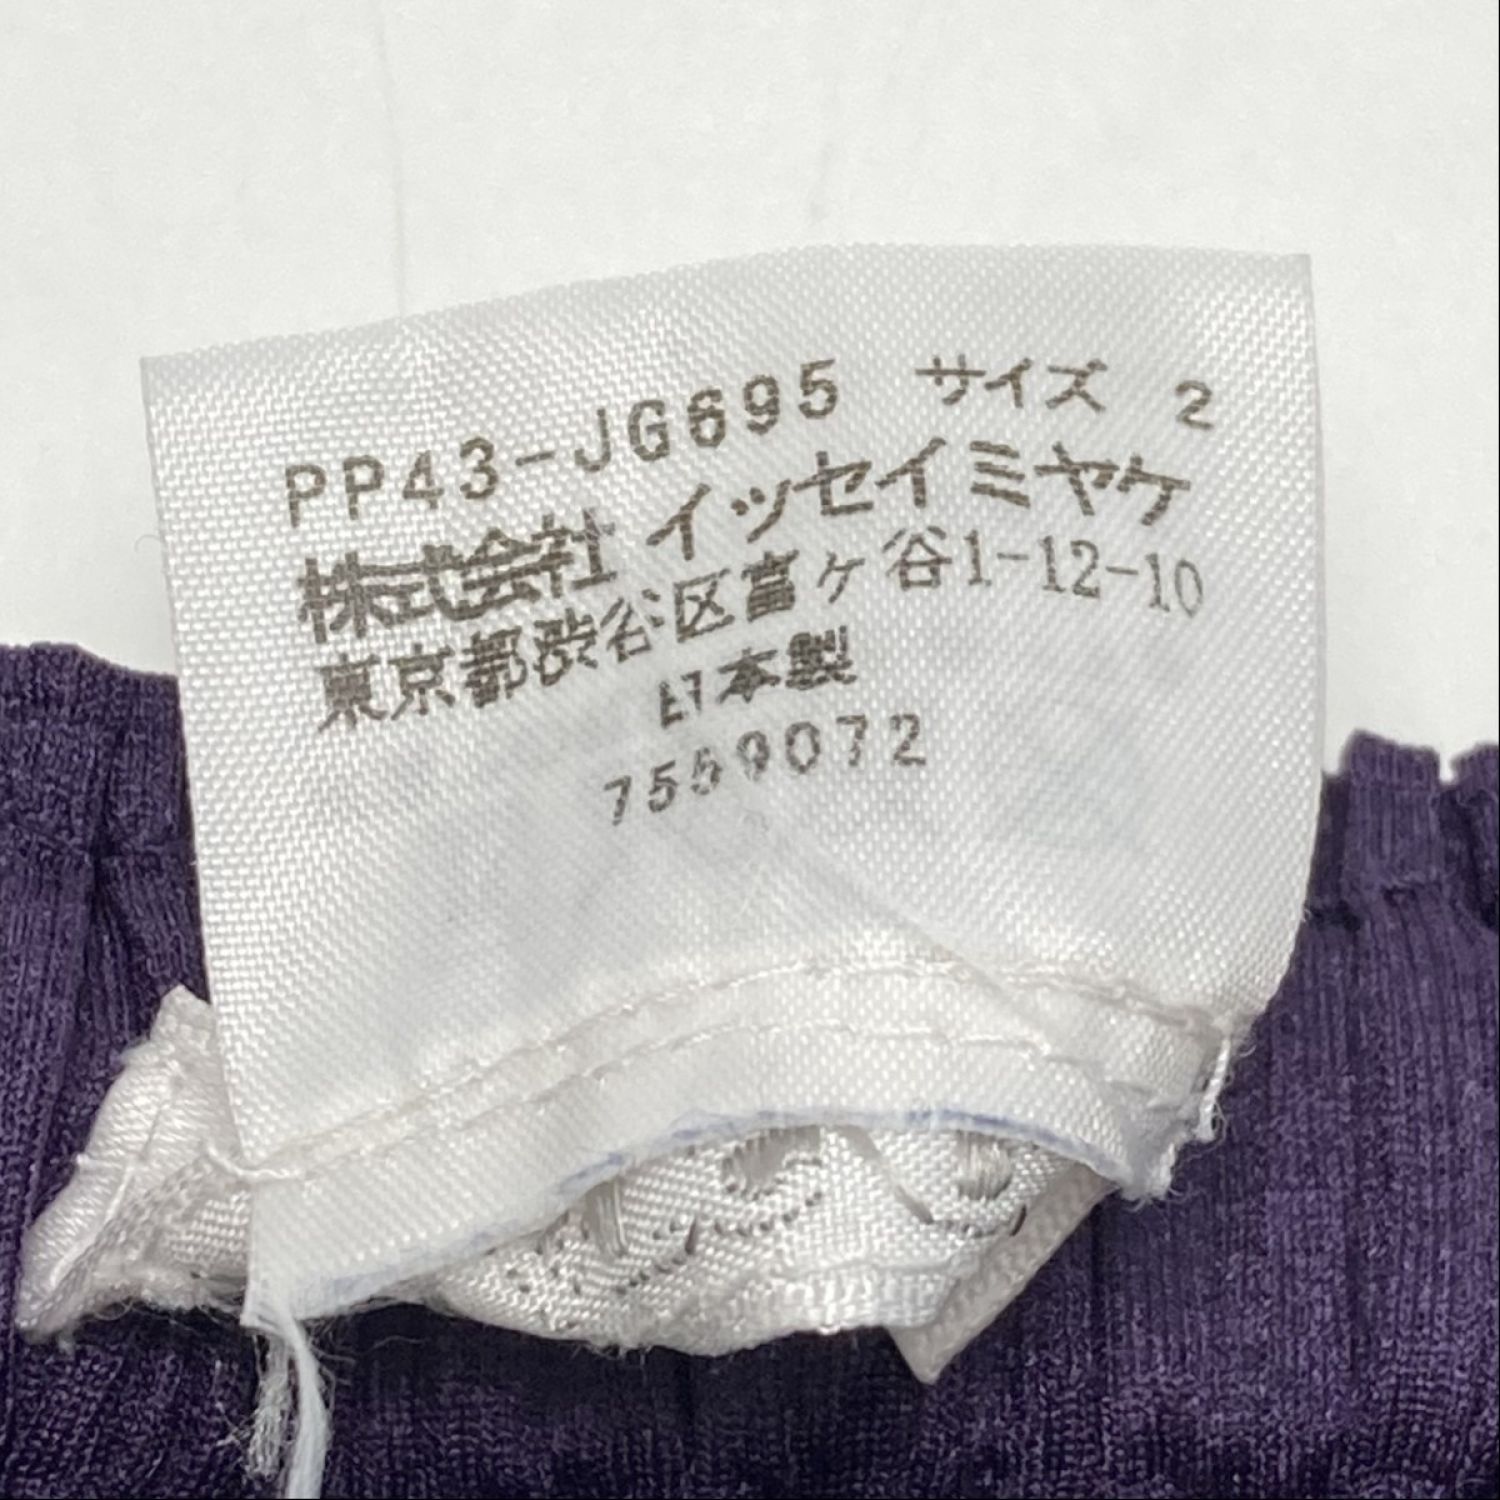 PP43-JG695 サイズ 2
株式会社 イッセイミヤケ
東京都渋谷区富ケ谷1-12-10
日本製
7559072